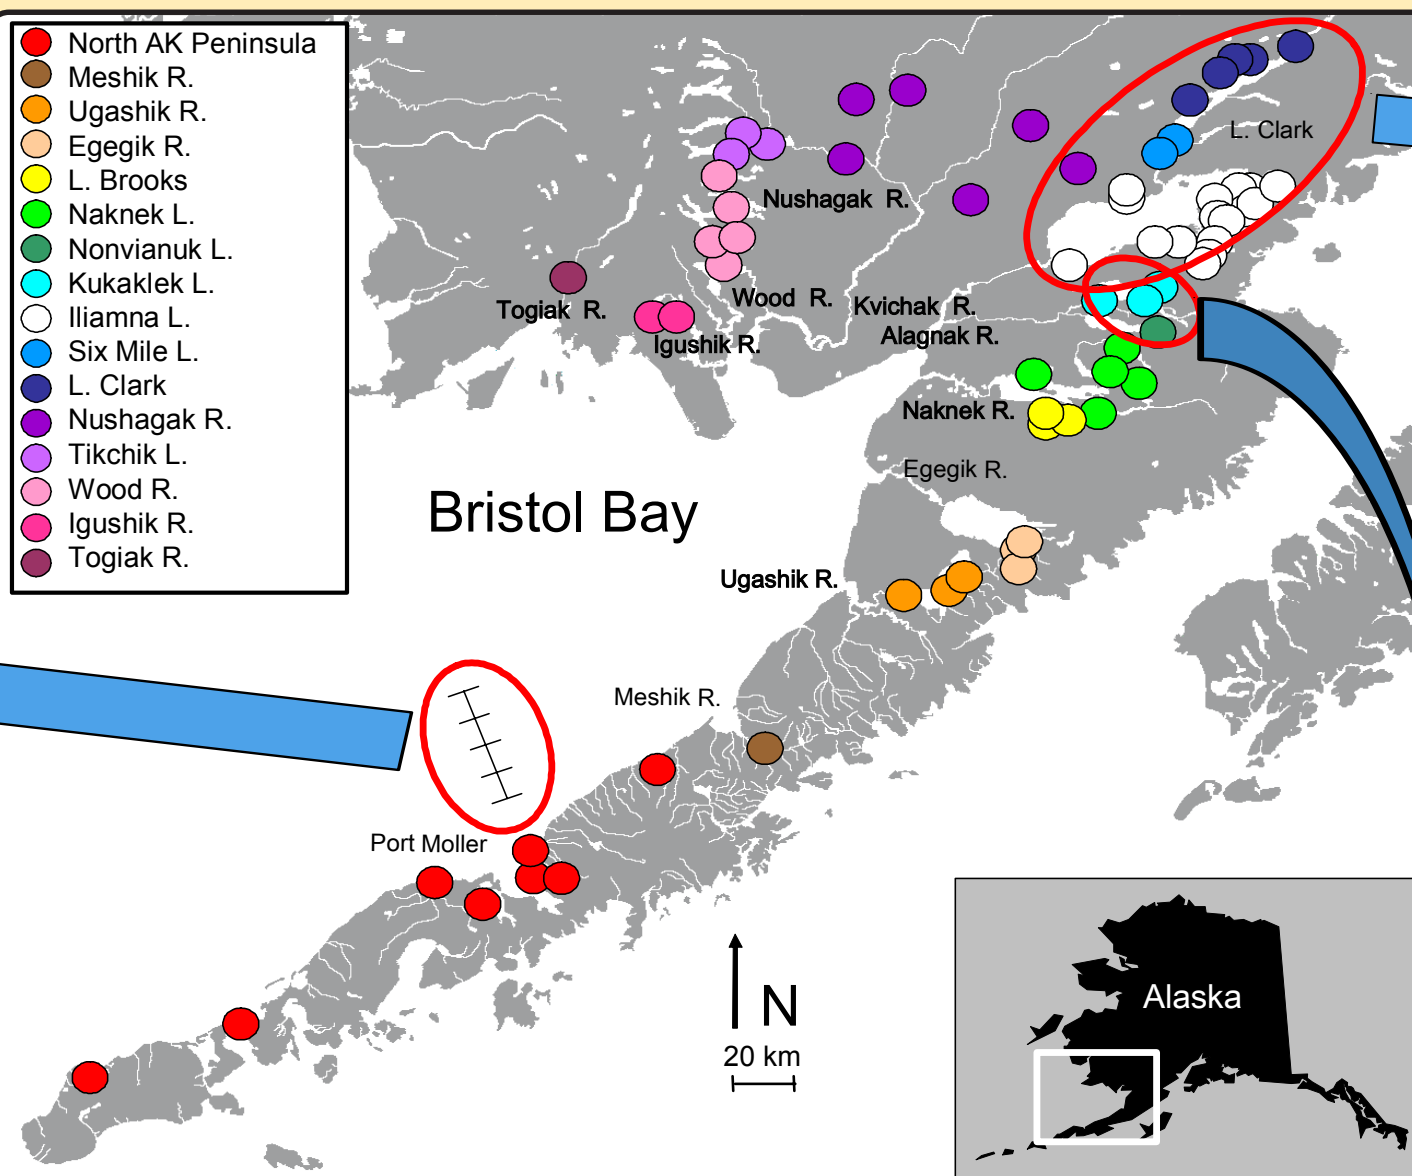 North AK Peninsula
Meshik R.
Ugashik R.
Egegik R.
L. Brooks
Naknek L.
Nonvianuk L.
Kukaklek L.
Iliamna L.
Six Mile L.
L. Clark
Nushagak R.
Tikchik L.
Wood R.
Igushik R.
Togiak R.
L. Clark
Nushagak R.
Wood R.
Togiak R.
Kvichak R.
Alagnak R.
Igushik R.
Naknek R.
Egegik R.
Bristol Bay
Ugashik R.
Meshik R.
Port Moller
N
20 km
Alaska